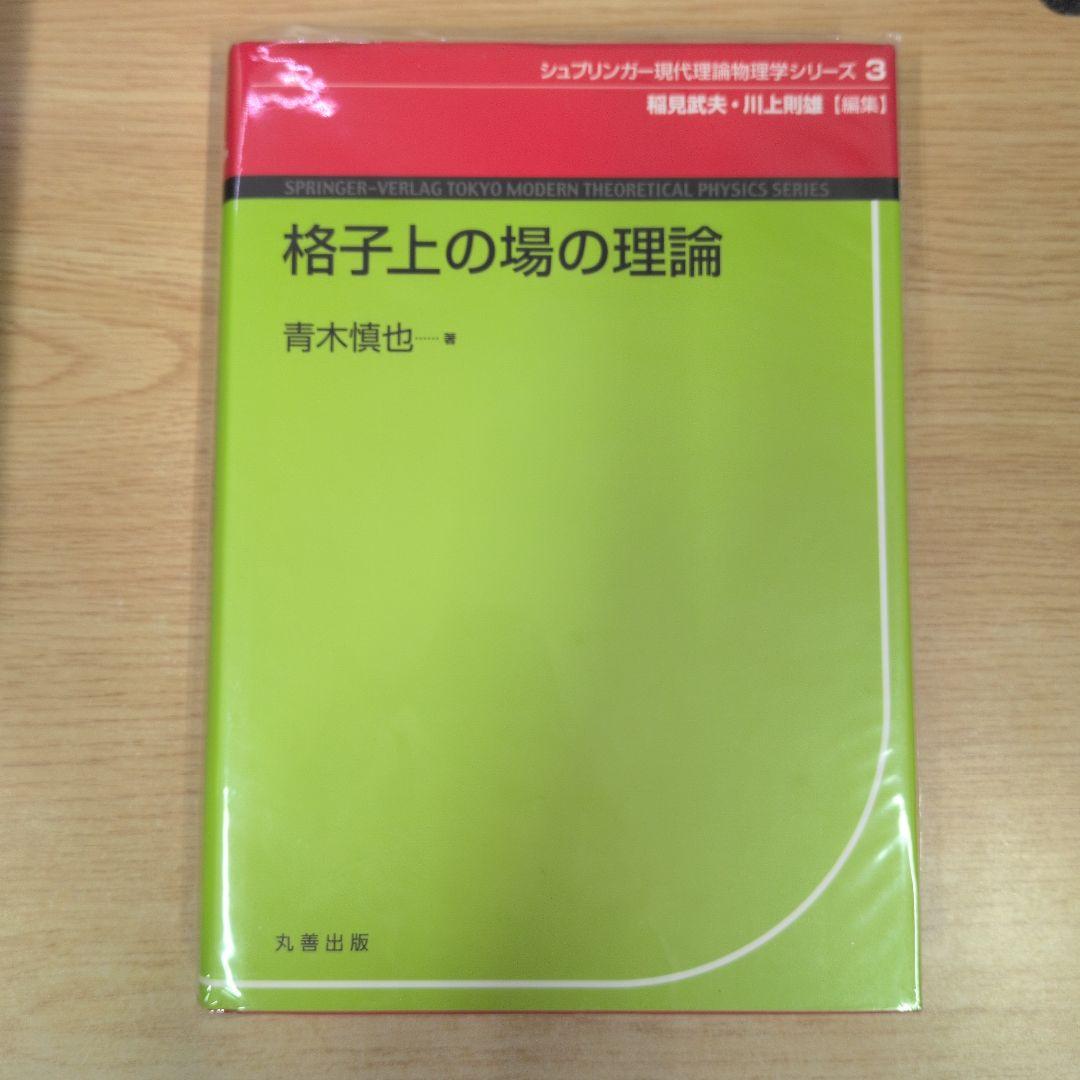 シュプリンガー現代理論物理学シリーズ 3
稲見武夫・川上則雄【編集】
SPRINGER-VERLAG TOKYO MODERN THEORETICAL PHYSICS SERIES
格子上の場の理論
青木慎也……著
丸善出版